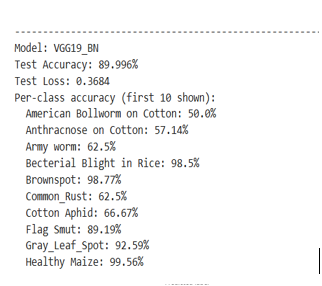 ------------------------------------------------------------
Model: VGG19_BN
Test Accuracy: 89.996%
Test Loss: 0.3684
Per-class accuracy (first 10 shown):
American Bollworm on Cotton: 50.0%
Anthracnose on Cotton: 57.14%
Army worm: 62.5%
Becterial Blight in Rice: 98.5%
Brownspot: 98.77%
Common_Rust: 62.5%
Cotton Aphid: 66.67%
Flag Smut: 89.19%
Gray_Leaf_Spot: 92.59%
Healthy Maize: 99.56%